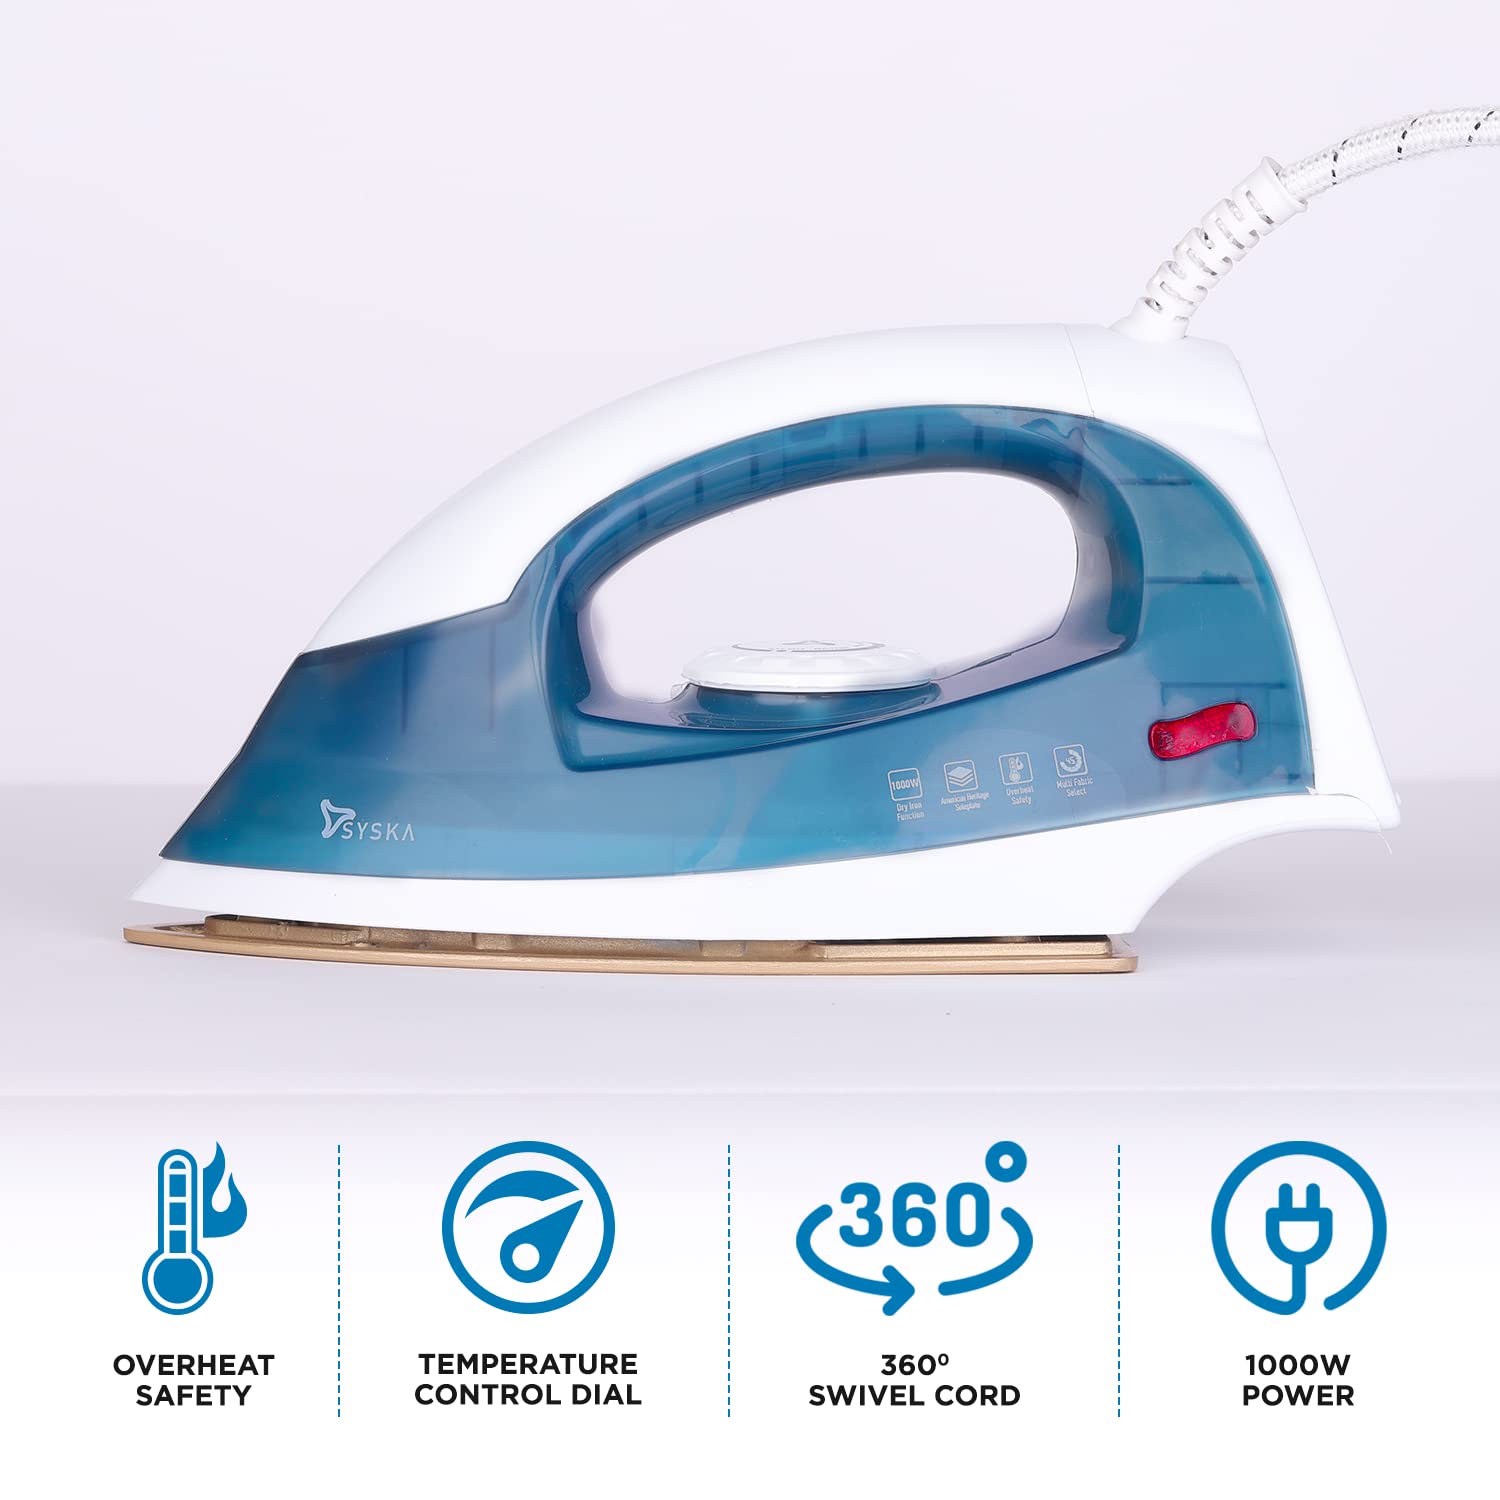 SYSKA
1000W
Dry Iron
Function
American Heritage
Soleplate
Overheat
Safety
Multi Fabric
Select
360°
OVERHEAT
SAFETY
TEMPERATURE
CONTROL DIAL
360⁰
SWIVEL CORD
1000W
POWER